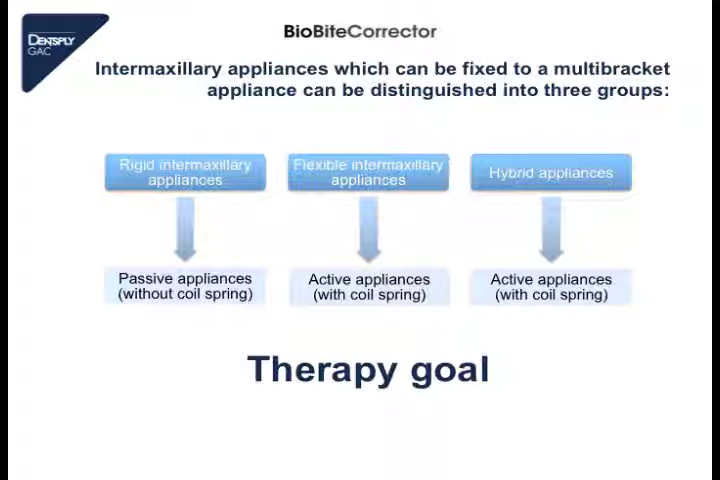 DENTSPLY
GAC
BioBiteCorrector
Intermaxillary appliances which can be fixed to a multibracket
appliance can be distinguished into three groups:
Rigid intermaxillary
appliances
Flexible intermaxillary
appliances
Hybrid appliances
Passive appliances
(without coil spring)
Active appliances
(with coil spring)
Active appliances
(with coil spring)
Therapy goal